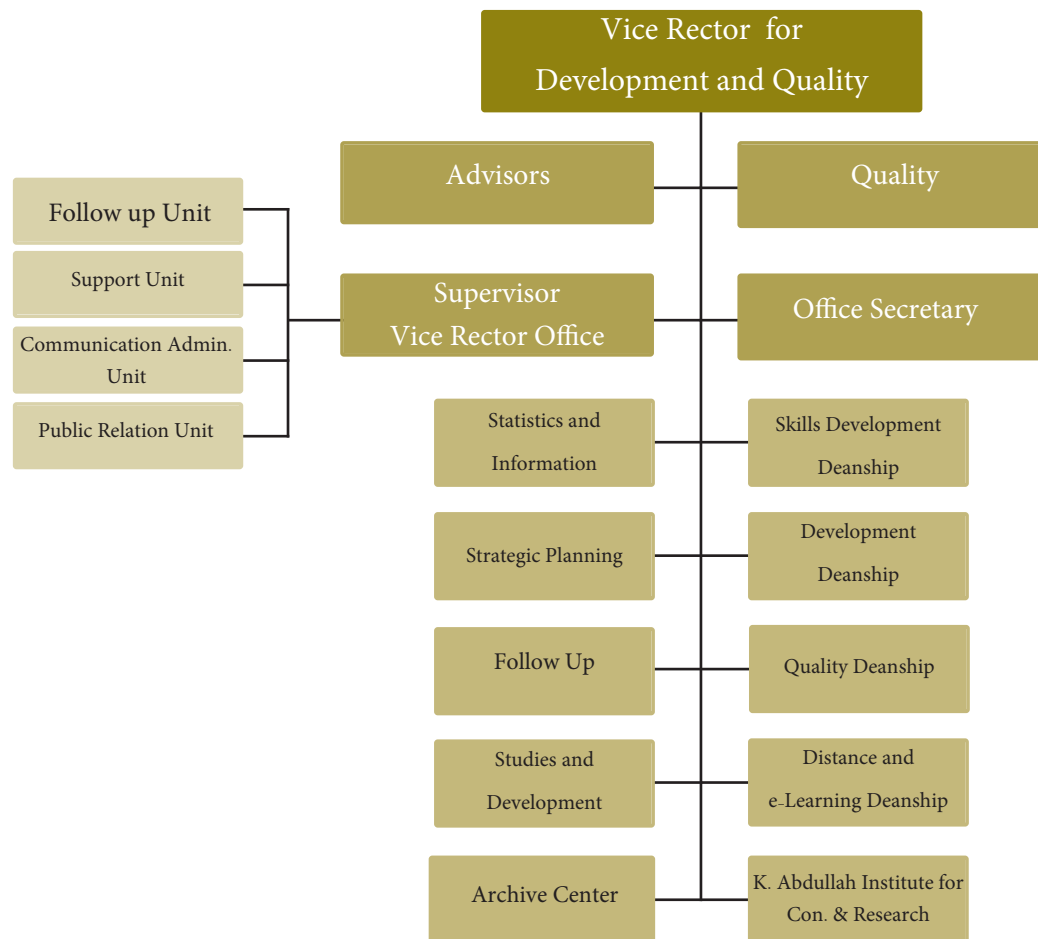 Vice Rector for
Development and Quality
Advisors
Quality
Follow up Unit
Support Unit
Communication Admin.
Unit
Public Relation Unit
Supervisor
Vice Rector Office
Office Secretary
Statistics and
Information
Skills Development
Deanship
Strategic Planning
Development
Deanship
Follow Up
Quality Deanship
Studies and
Development
Distance and
e-Learning Deanship
Archive Center
K. Abdullah Institute for
Con. & Research